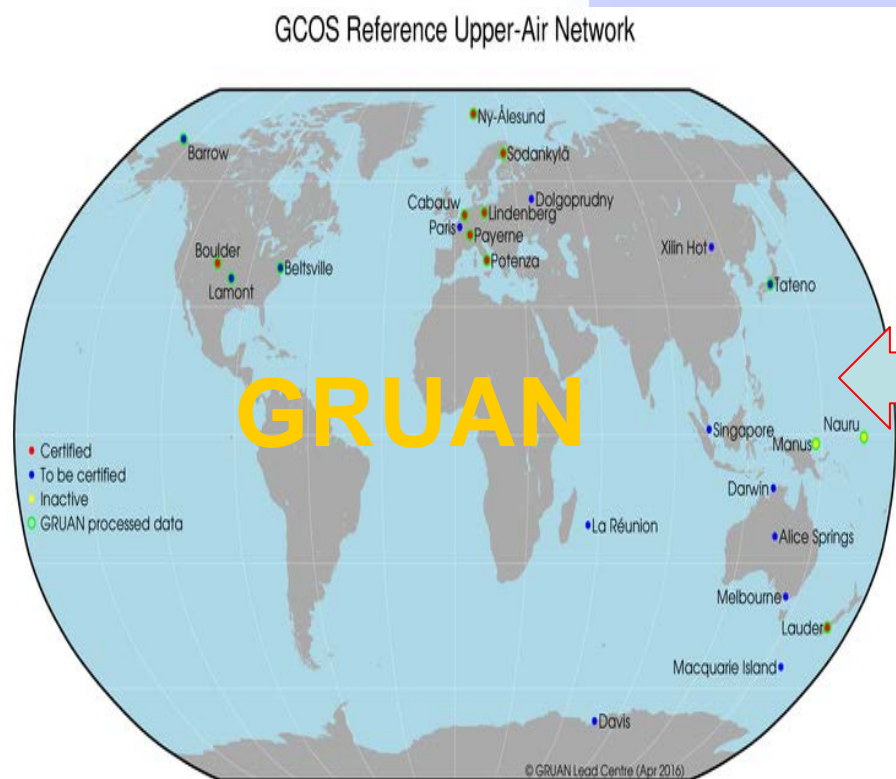 GCOS Reference Upper-Air Network
Ny-Ålesund
Barrow
Sodankylä
Cabauw
Lindenberg
Dolgoprudny
Paris
Payerne
Xilin Hot
Boulder
Beltsville
Potenza
Lamont
Tateno
GRUAN
Certified
To be certified
Inactive
GRUAN processed data
Singapore
Nauru
Manus
Darwin
La Réunion
Alice Springs
Melbourne
Lauder
Macquarie Island
Davis
© GRUAN Lead Centre (Apr 2016)